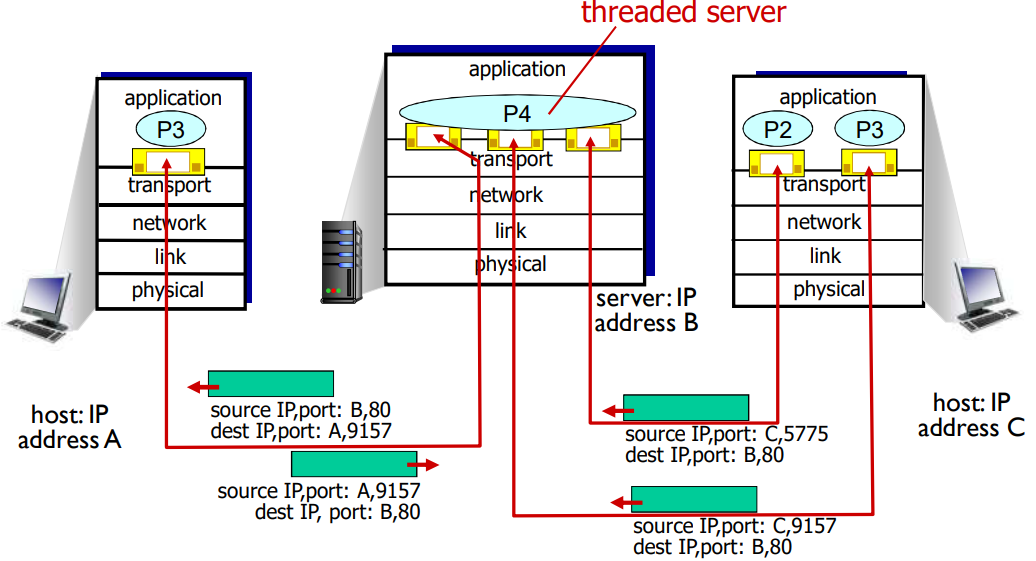 threaded server
application
P3
transport
network
link
physical
host: IP
address A
application
P4
transport
network
link
physical
server: IP
address B
application
P2
P3
transport
network
link
physical
host: IP
address C
source IP,port: B,80
dest IP,port: A,9157
source IP,port: A,9157
dest IP, port: B,80
source IP,port: C,5775
dest IP,port: B,80
source IP,port: C,9157
dest IP,port: B,80